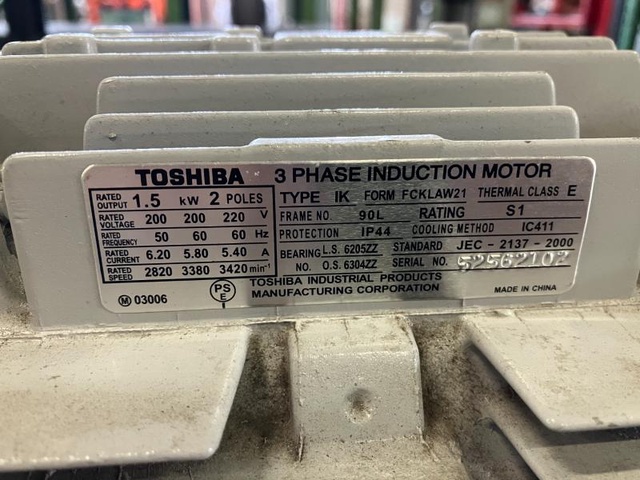 TOSHIBA 3 PHASE INDUCTION MOTOR
RATED OUTPUT 1.5 kW 2 POLES
RATED VOLTAGE 200 200 220 V
RATED FREQUENCY 50 60 60 Hz
RATED CURRENT 6.20 5.80 5.40 A
RATED SPEED 2820 3380 3420 min⁻¹
TYPE IK FORM FCKLAW21 THERMAL CLASS E
FRAME NO. 90L RATING S1
PROTECTION IP44 COOLING METHOD IC411
BEARING L.S. 6205ZZ STANDARD JEC-2137-2000
NO. O.S. 6304ZZ SERIAL NO. 52562102
TOSHIBA INDUSTRIAL PRODUCTS
MANUFACTURING CORPORATION
M 03006
PS
E
MADE IN CHINA